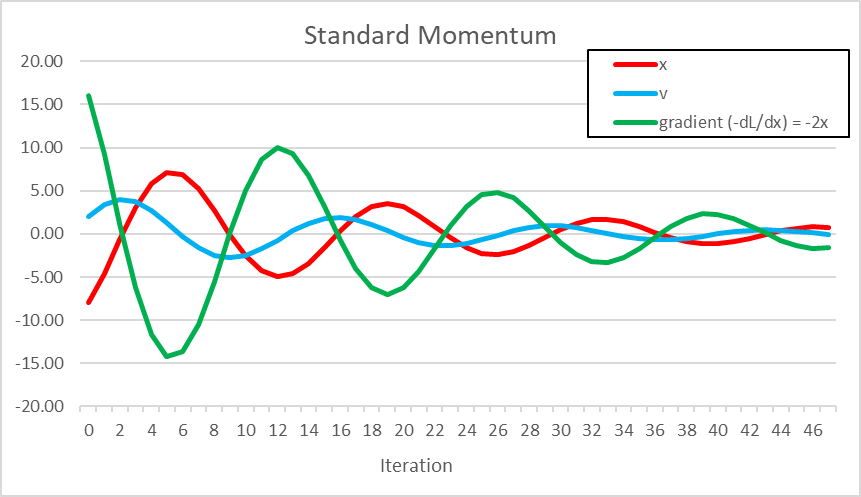 Standard Momentum
x
v
gradient (-dL/dx) = -2x
20.00
15.00
10.00
5.00
0.00
-5.00
-10.00
-15.00
-20.00
0 2 4 6 8 10 12 14 16 18 20 22 24 26 28 30 32 34 36 38 40 42 44 46
Iteration